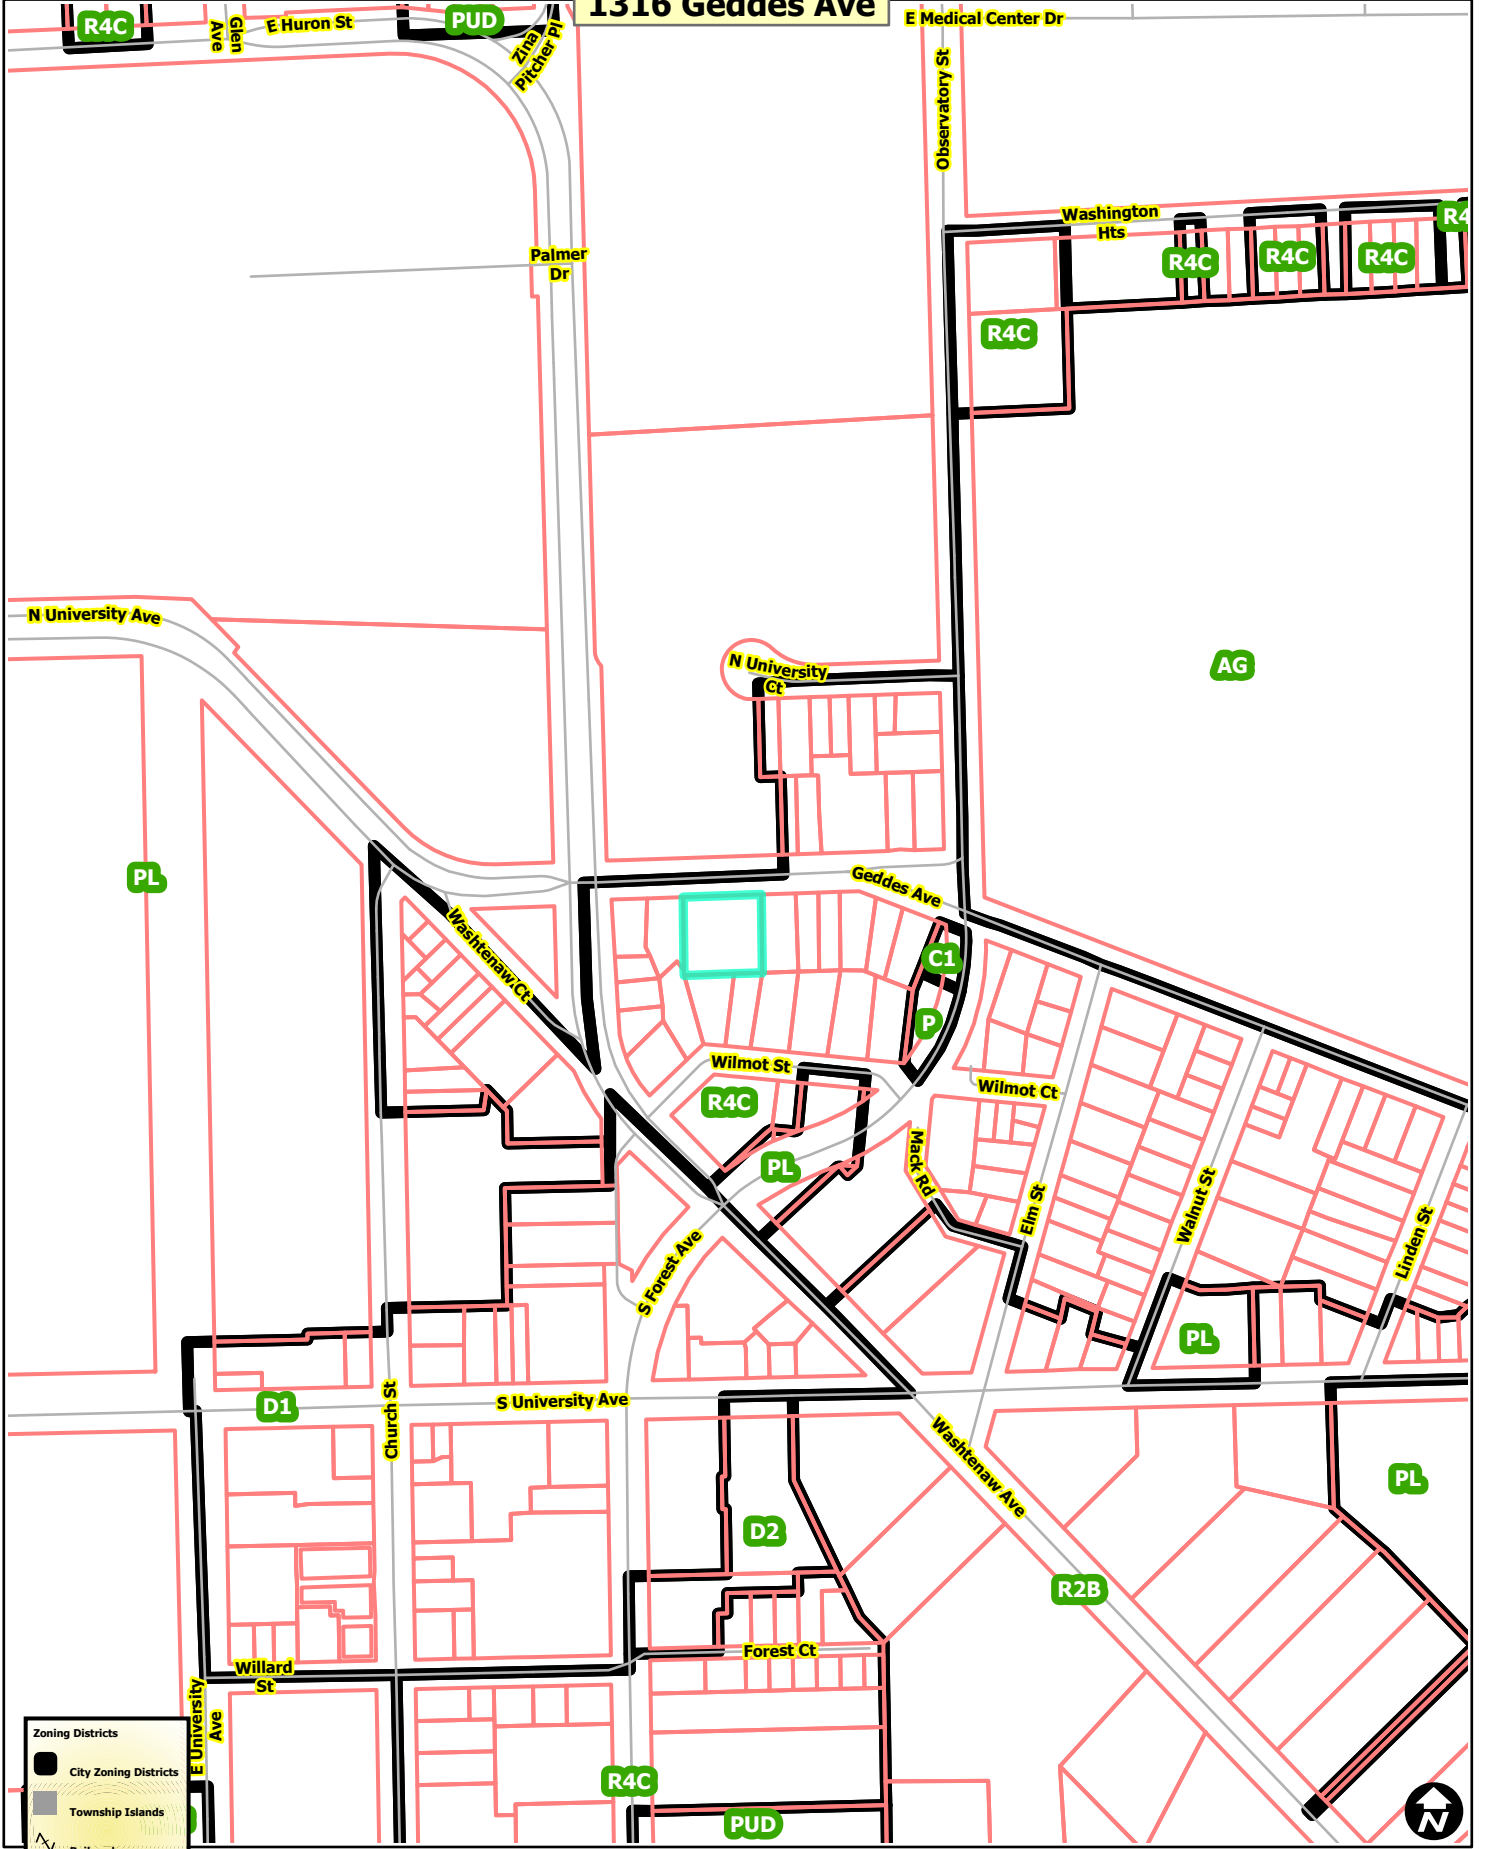 1316 Geddes Ave
R4C
Glen
Ave
E Huron St
PUD
Zina
Pitcher Pl
E Medical Center Dr
Observatory St
Washington
Hts
R4C
R4C
R4C
R4
R4C
Palmer
Dr
N University Ave
N University
Ct
AG
PL
Geddes Ave
Washtenaw Ct
C1
P
Wilmot St
R4C
Wilmot Ct
PL
Mack Rd
Elm St
Walnut St
Linden St
S Forest Ave
PL
D1
Church St
S University Ave
Washtenaw Ave
PL
D2
R2B
Forest Ct
Willard
St
E University
Ave
R4C
PUD
Zoning Districts
City Zoning Districts
Township Islands
N